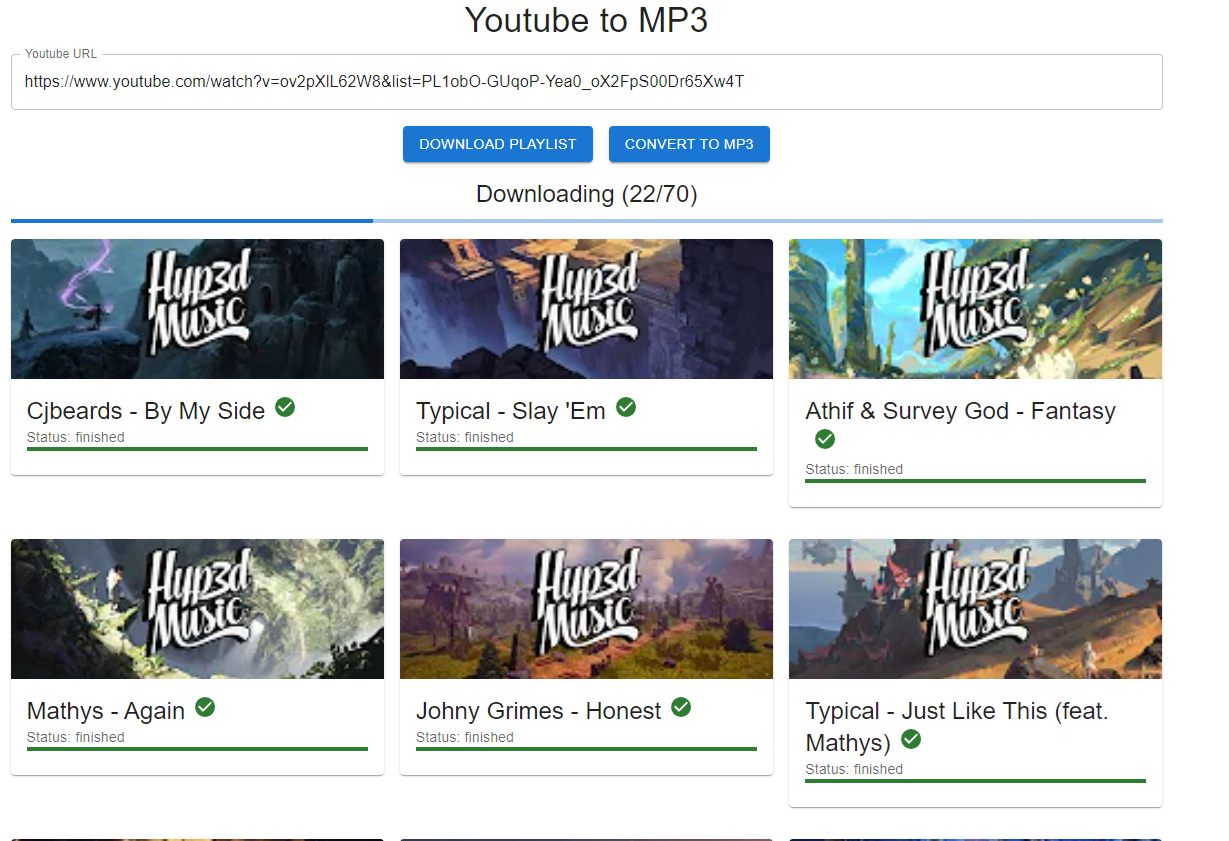 Youtube to MP3
Youtube URL
https://www.youtube.com/watch?v=ov2pXlL62W8&list=PL1obO-GUqoP-Yea0_oX2FpS00Dr65Xw4T
DOWNLOAD PLAYLIST
CONVERT TO MP3
Downloading (22/70)
Hyp3d
Music
Hyp3d
Music
Hyp3d
Music
Cjbeards - By My Side
Status: finished
Typical - Slay 'Em
Status: finished
Athif & Survey God - Fantasy
Status: finished
Hyp3d
Music
Hyp3d
Music
Hyp3d
Music
Mathys - Again
Status: finished
Johny Grimes - Honest
Status: finished
Typical - Just Like This (feat.
Mathys)
Status: finished